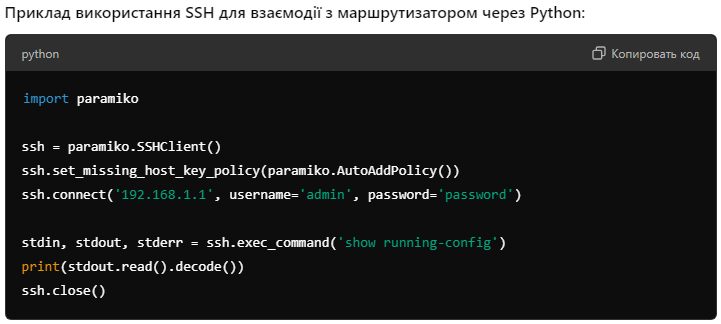 Приклад використання SSH для взаємодії з маршрутизатором через Python:
python
Копировать код
import paramiko
ssh = paramiko.SSHClient()
ssh.set_missing_host_key_policy(paramiko.AutoAddPolicy())
ssh.connect('192.168.1.1', username='admin', password='password')
stdin, stdout, stderr = ssh.exec_command('show running-config')
print(stdout.read().decode())
ssh.close()